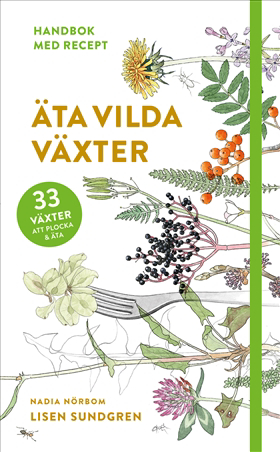 HANDBOK
MED RECEPT
ÄTA VILDA
VÄXTER
33
VÄXTER
ATT PLOCKA
& ÄTA
NADIA NÖRBOM
LISEN SUNDGREN